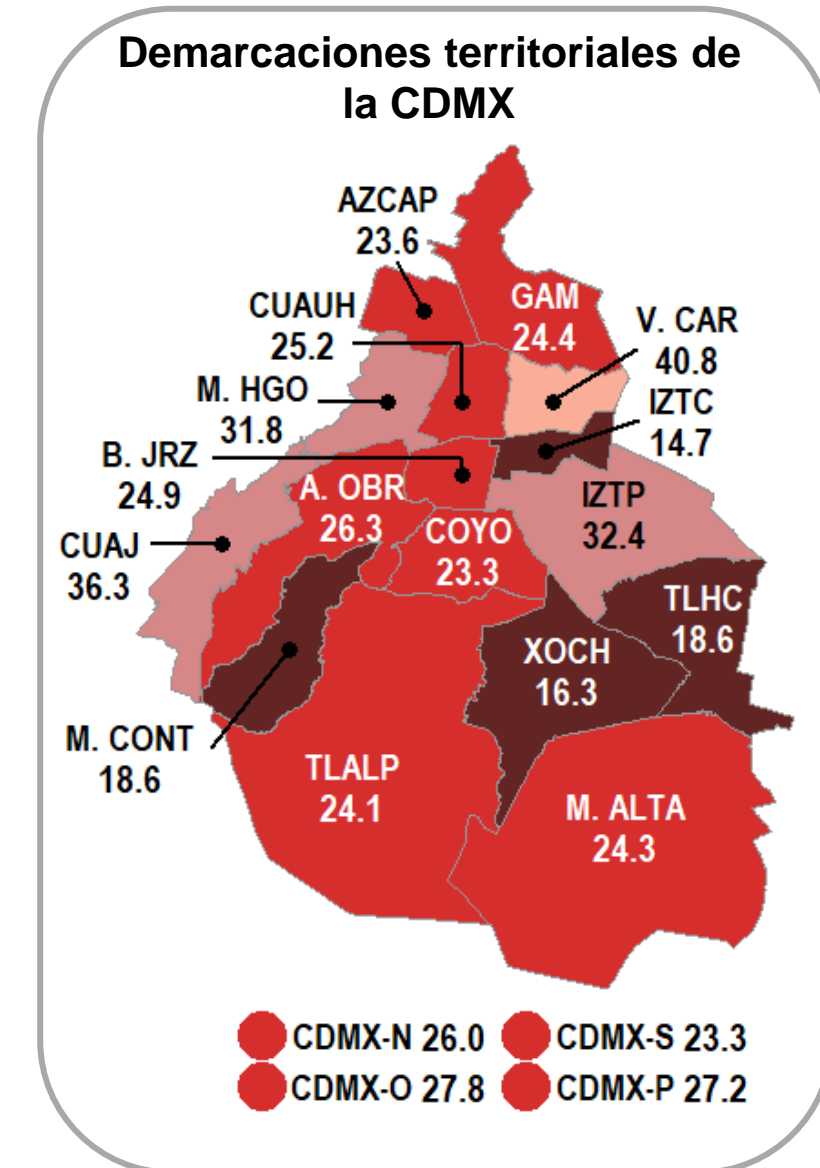 Demarcaciones territoriales de
la CDMX
AZCAP
23.6
GAM
24.4
CUAUH
25.2
V. CAR
40.8
M. HGO
31.8
IZTC
14.7
B. JRZ
24.9
A. OBR
26.3
IZTP
32.4
COYO
23.3
CUAJ
36.3
TLHC
18.6
XOCH
16.3
M. CONT
18.6
TLALP
24.1
M. ALTA
24.3
CDMX-N 26.0 CDMX-S 23.3
CDMX-O 27.8 CDMX-P 27.2